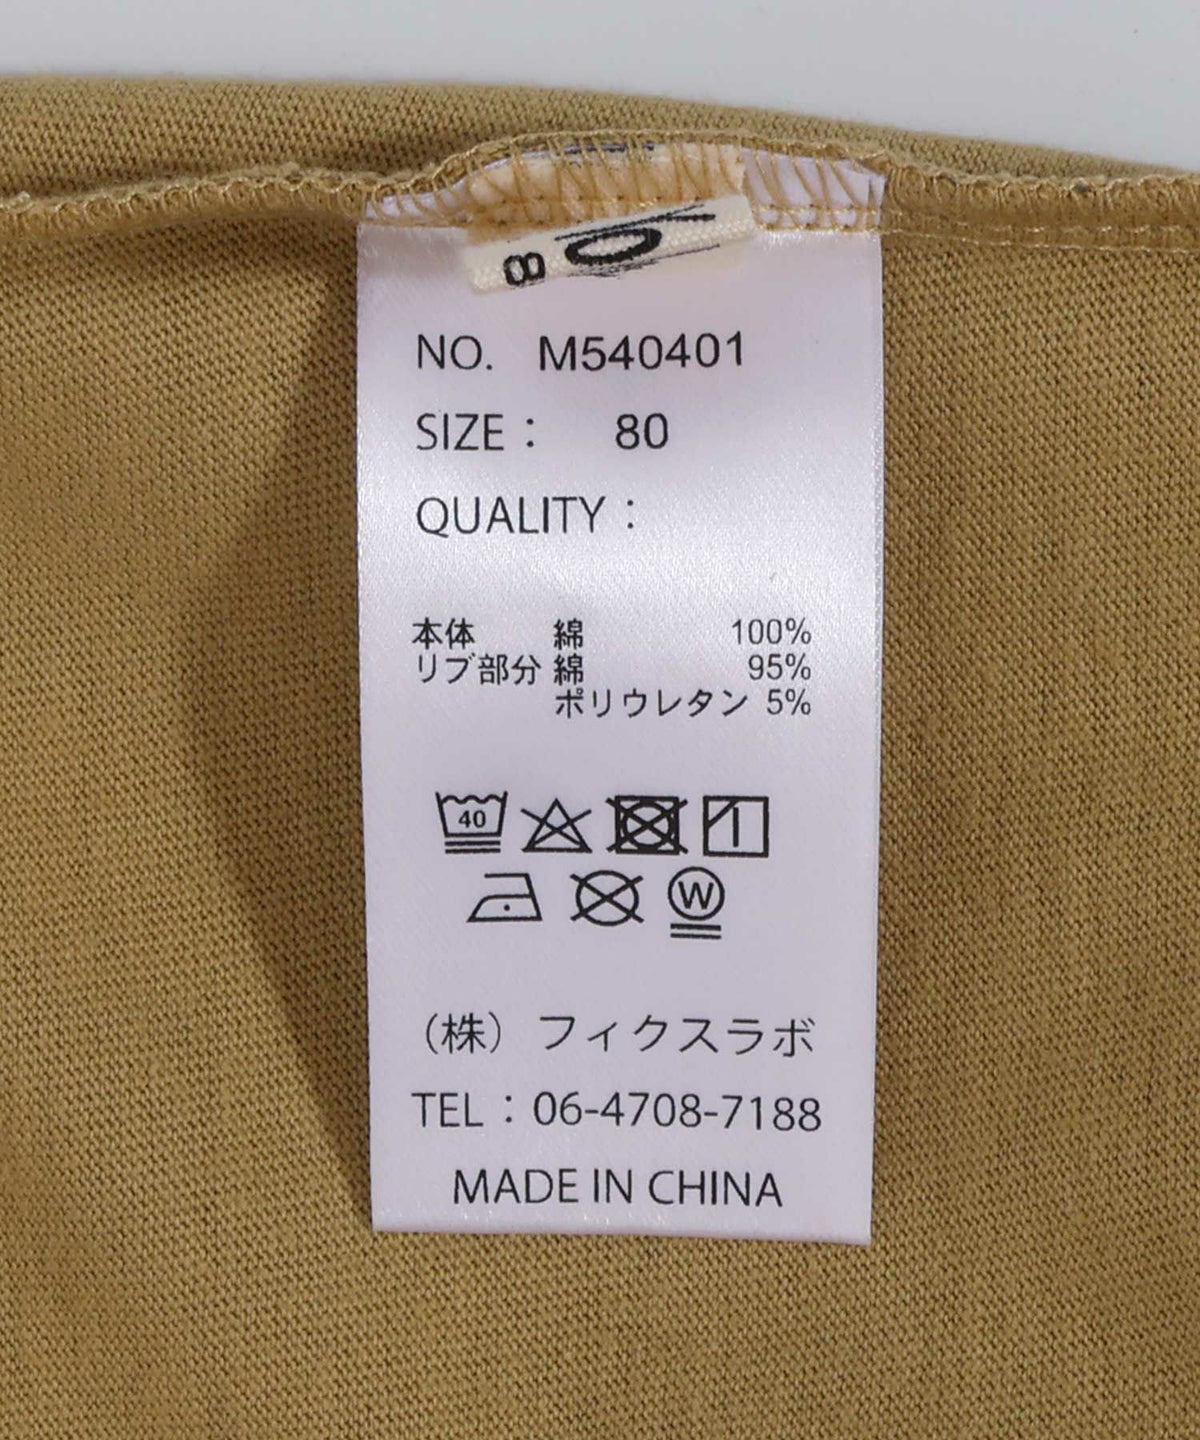 80
NO. M540401
SIZE： 80
QUALITY：
本体 綿 100%
リブ部分 綿 95%
ポリウレタン 5%
40
W
（株）フィクスラボ
TEL：06-4708-7188
MADE IN CHINA